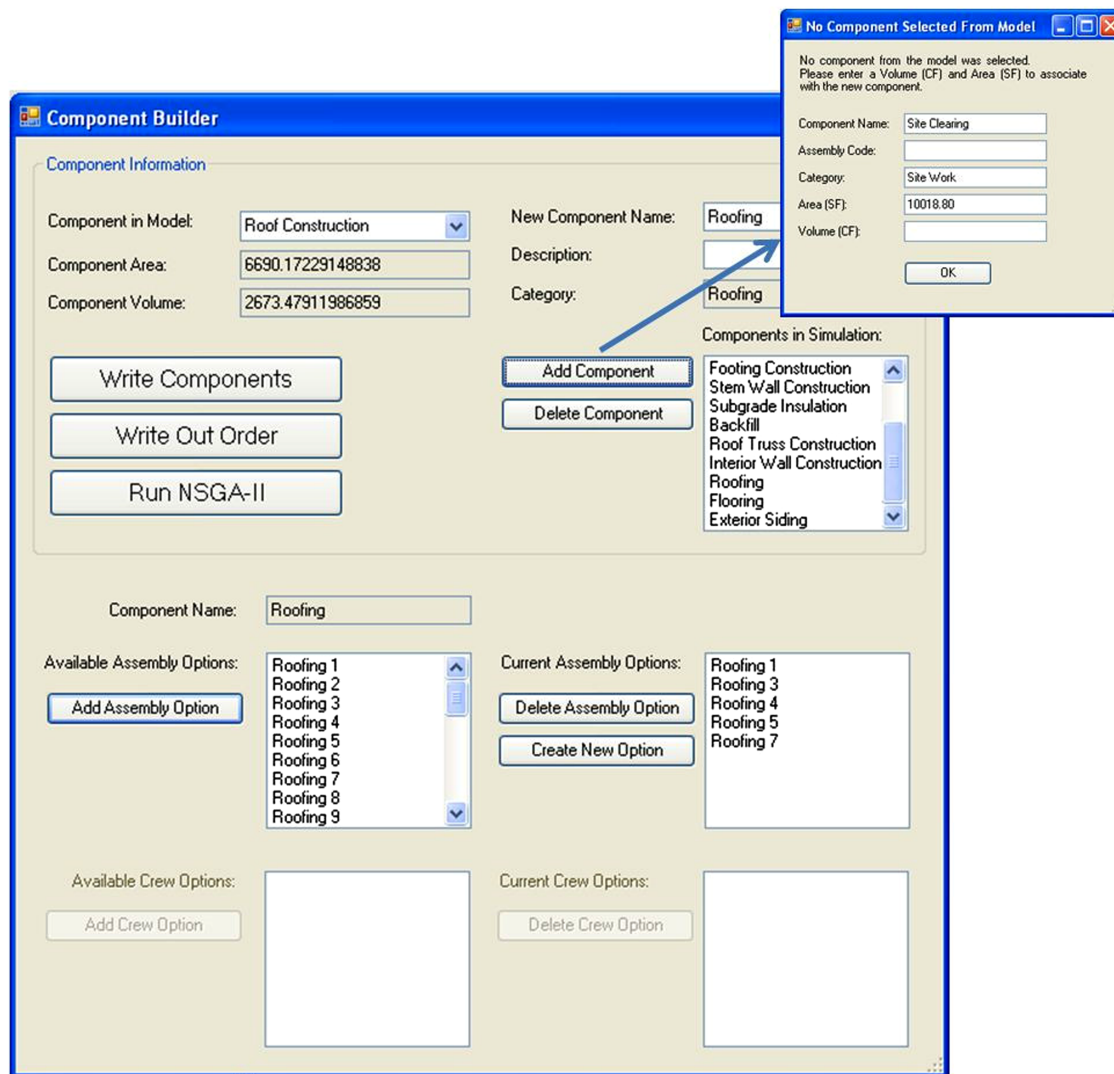 No Component Selected From Model
No component from the model was selected.
Please enter a Volume (CF) and Area (SF) to associate
with the new component.
Component Name: Site Clearing
Assembly Code:
Category: Site Work
Area (SF): 10018.80
Volume (CF):
OK
Component Builder
Component Information
Component in Model: Roof Construction
Component Area: 6690.17229148838
Component Volume: 2673.47911986859
New Component Name: Roofing
Description:
Category: Roofing
Write Components
Write Out Order
Run NSGA-II
Add Component
Delete Component
Components in Simulation:
Footing Construction
Stem Wall Construction
Subgrade Insulation
Backfill
Roof Truss Construction
Interior Wall Construction
Roofing
Flooring
Exterior Siding
Component Name: Roofing
Available Assembly Options:
Add Assembly Option
Roofing 1
Roofing 2
Roofing 3
Roofing 4
Roofing 5
Roofing 6
Roofing 7
Roofing 8
Roofing 9
Current Assembly Options:
Delete Assembly Option
Create New Option
Roofing 1
Roofing 3
Roofing 4
Roofing 5
Roofing 7
Available Crew Options:
Add Crew Option
Current Crew Options:
Delete Crew Option